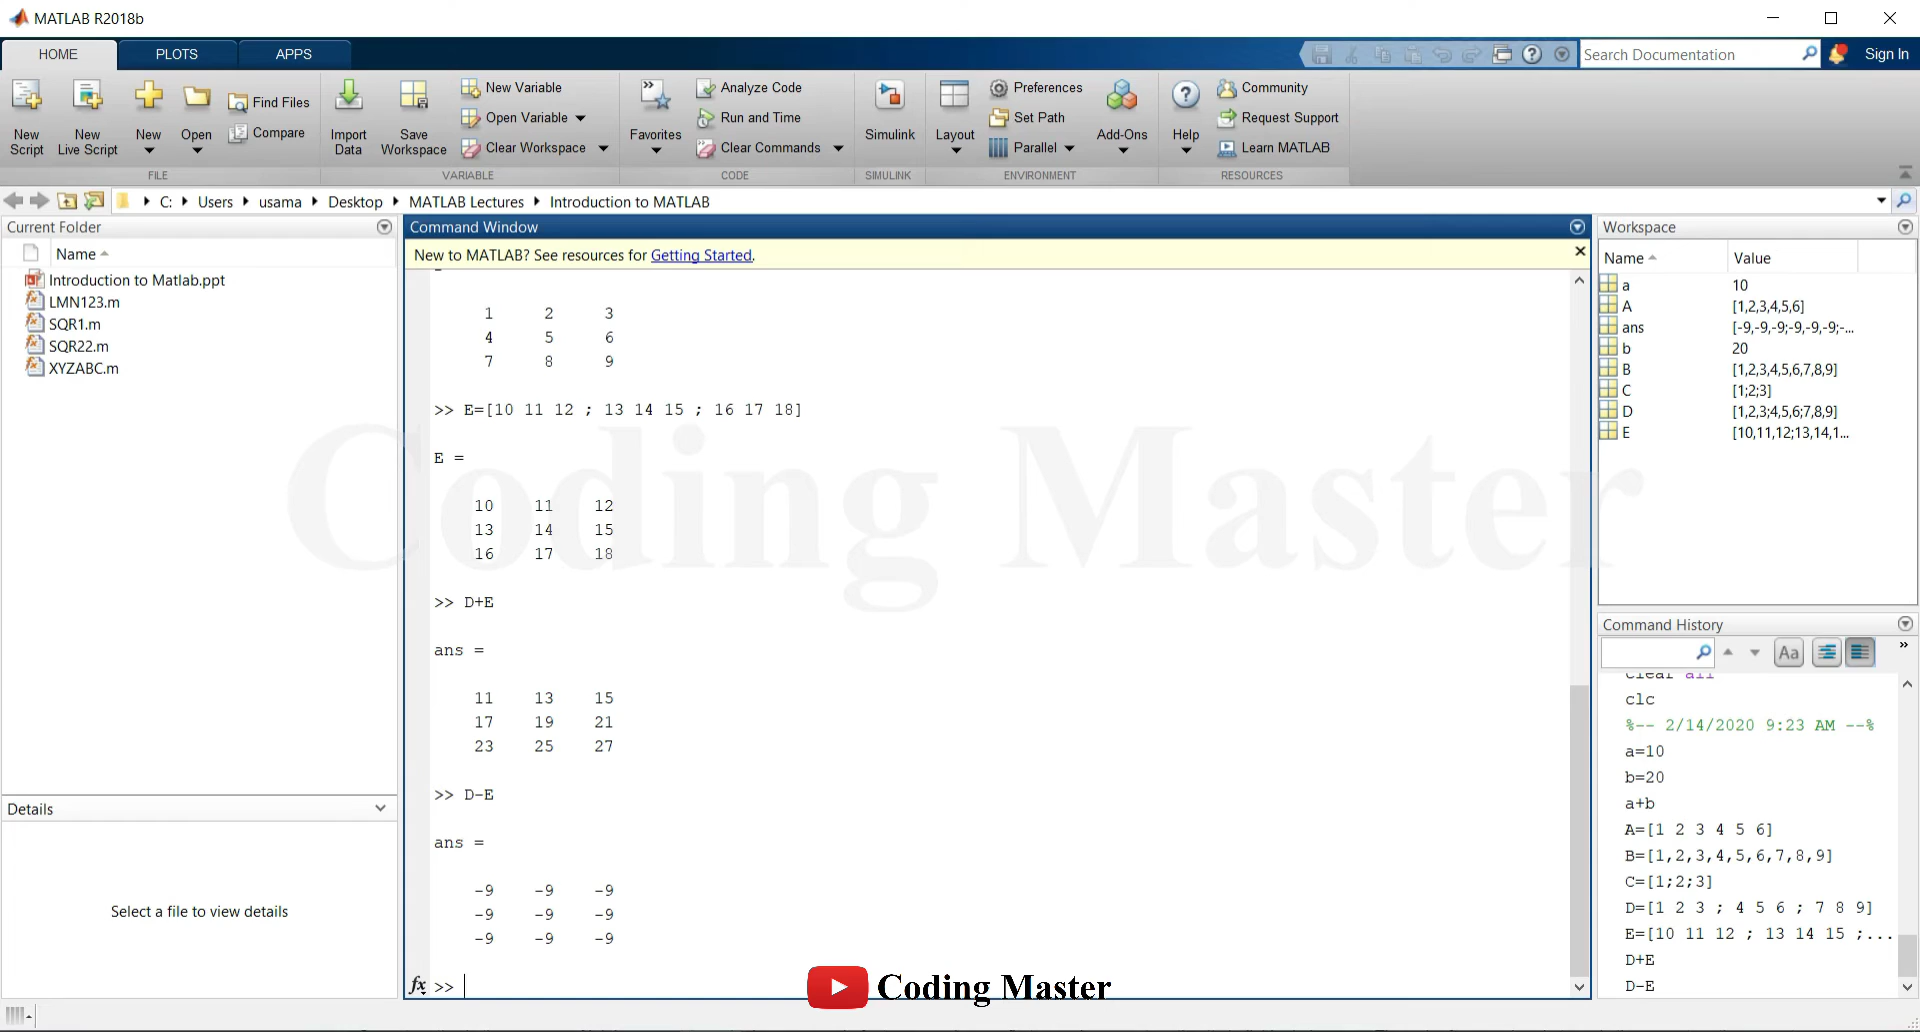 MATLAB R2018b
HOME PLOTS APPS
Search Documentation
Sign In
New Script
New Live Script
New
Open
Find Files
Compare
FILE
Import Data
Save Workspace
New Variable
Open Variable
Clear Workspace
VARIABLE
Favorites
Analyze Code
Run and Time
Clear Commands
CODE
Simulink
SIMULINK
Layout
Preferences
Set Path
Parallel
Add-Ons
ENVIRONMENT
Help
Community
Request Support
Learn MATLAB
RESOURCES
C: Users usama Desktop MATLAB Lectures Introduction to MATLAB
Current Folder
Name
Introduction to Matlab.ppt
LMN123.m
SQR1.m
SQR22.m
XYZABC.m
Details
Select a file to view details
Command Window
New to MATLAB? See resources for Getting Started.
1 2 3
4 5 6
7 8 9
>> E=[10 11 12 ; 13 14 15 ; 16 17 18]
E =
10 11 12
13 14 15
16 17 18
>> D+E
ans =
11 13 15
17 19 21
23 25 27
>> D-E
ans =
-9 -9 -9
-9 -9 -9
-9 -9 -9
fx >>
Coding Master
Coding Master
Workspace
Name Value
a 10
A [1,2,3,4,5,6]
ans [-9,-9,-9;-9,-9,-9;-...
b 20
B [1,2,3,4,5,6,7,8,9]
C [1;2;3]
D [1,2,3;4,5,6;7,8,9]
E [10,11,12;13,14,1...
Command History
Aa
clear all
clc
%-- 2/14/2020 9:23 AM --%
a=10
b=20
a+b
A=[1 2 3 4 5 6]
B=[1,2,3,4,5,6,7,8,9]
C=[1;2;3]
D=[1 2 3 ; 4 5 6 ; 7 8 9]
E=[10 11 12 ; 13 14 15 ;...
D+E
D-E